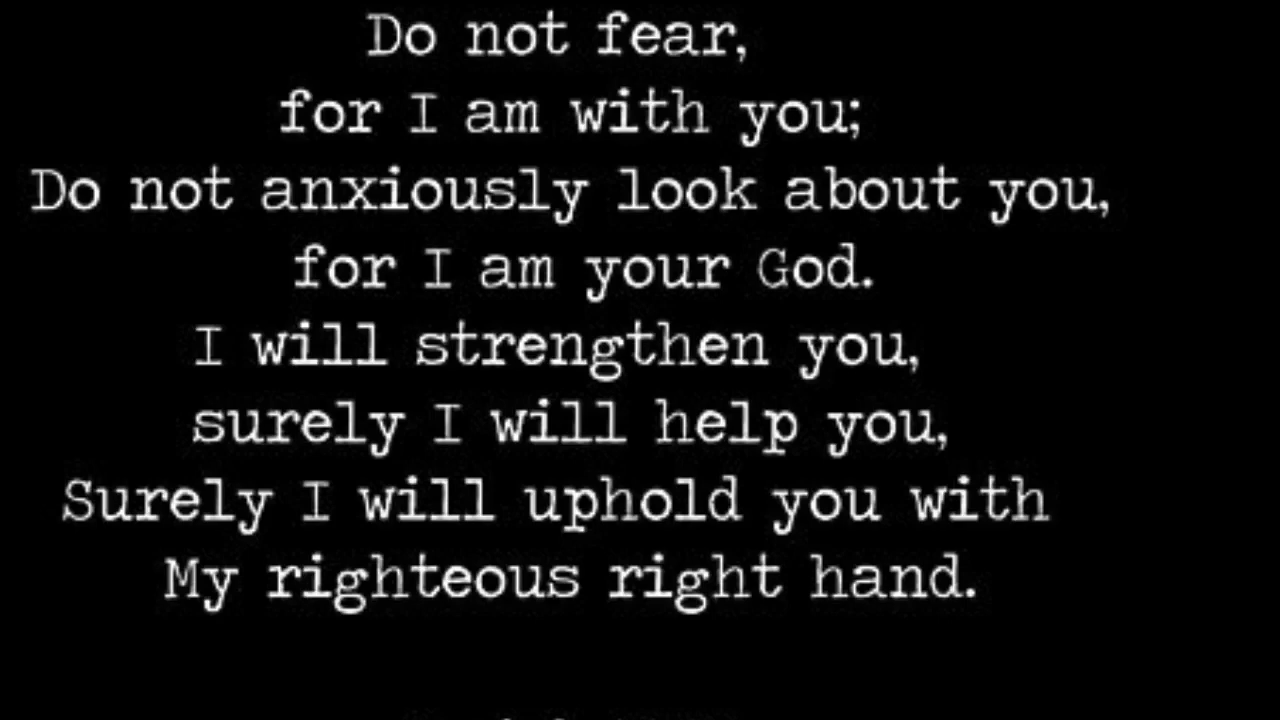 Do not fear,
for I am with you;
Do not anxiously look about you,
for I am your God.
I will strengthen you,
surely I will help you,
Surely I will uphold you with
My righteous right hand.